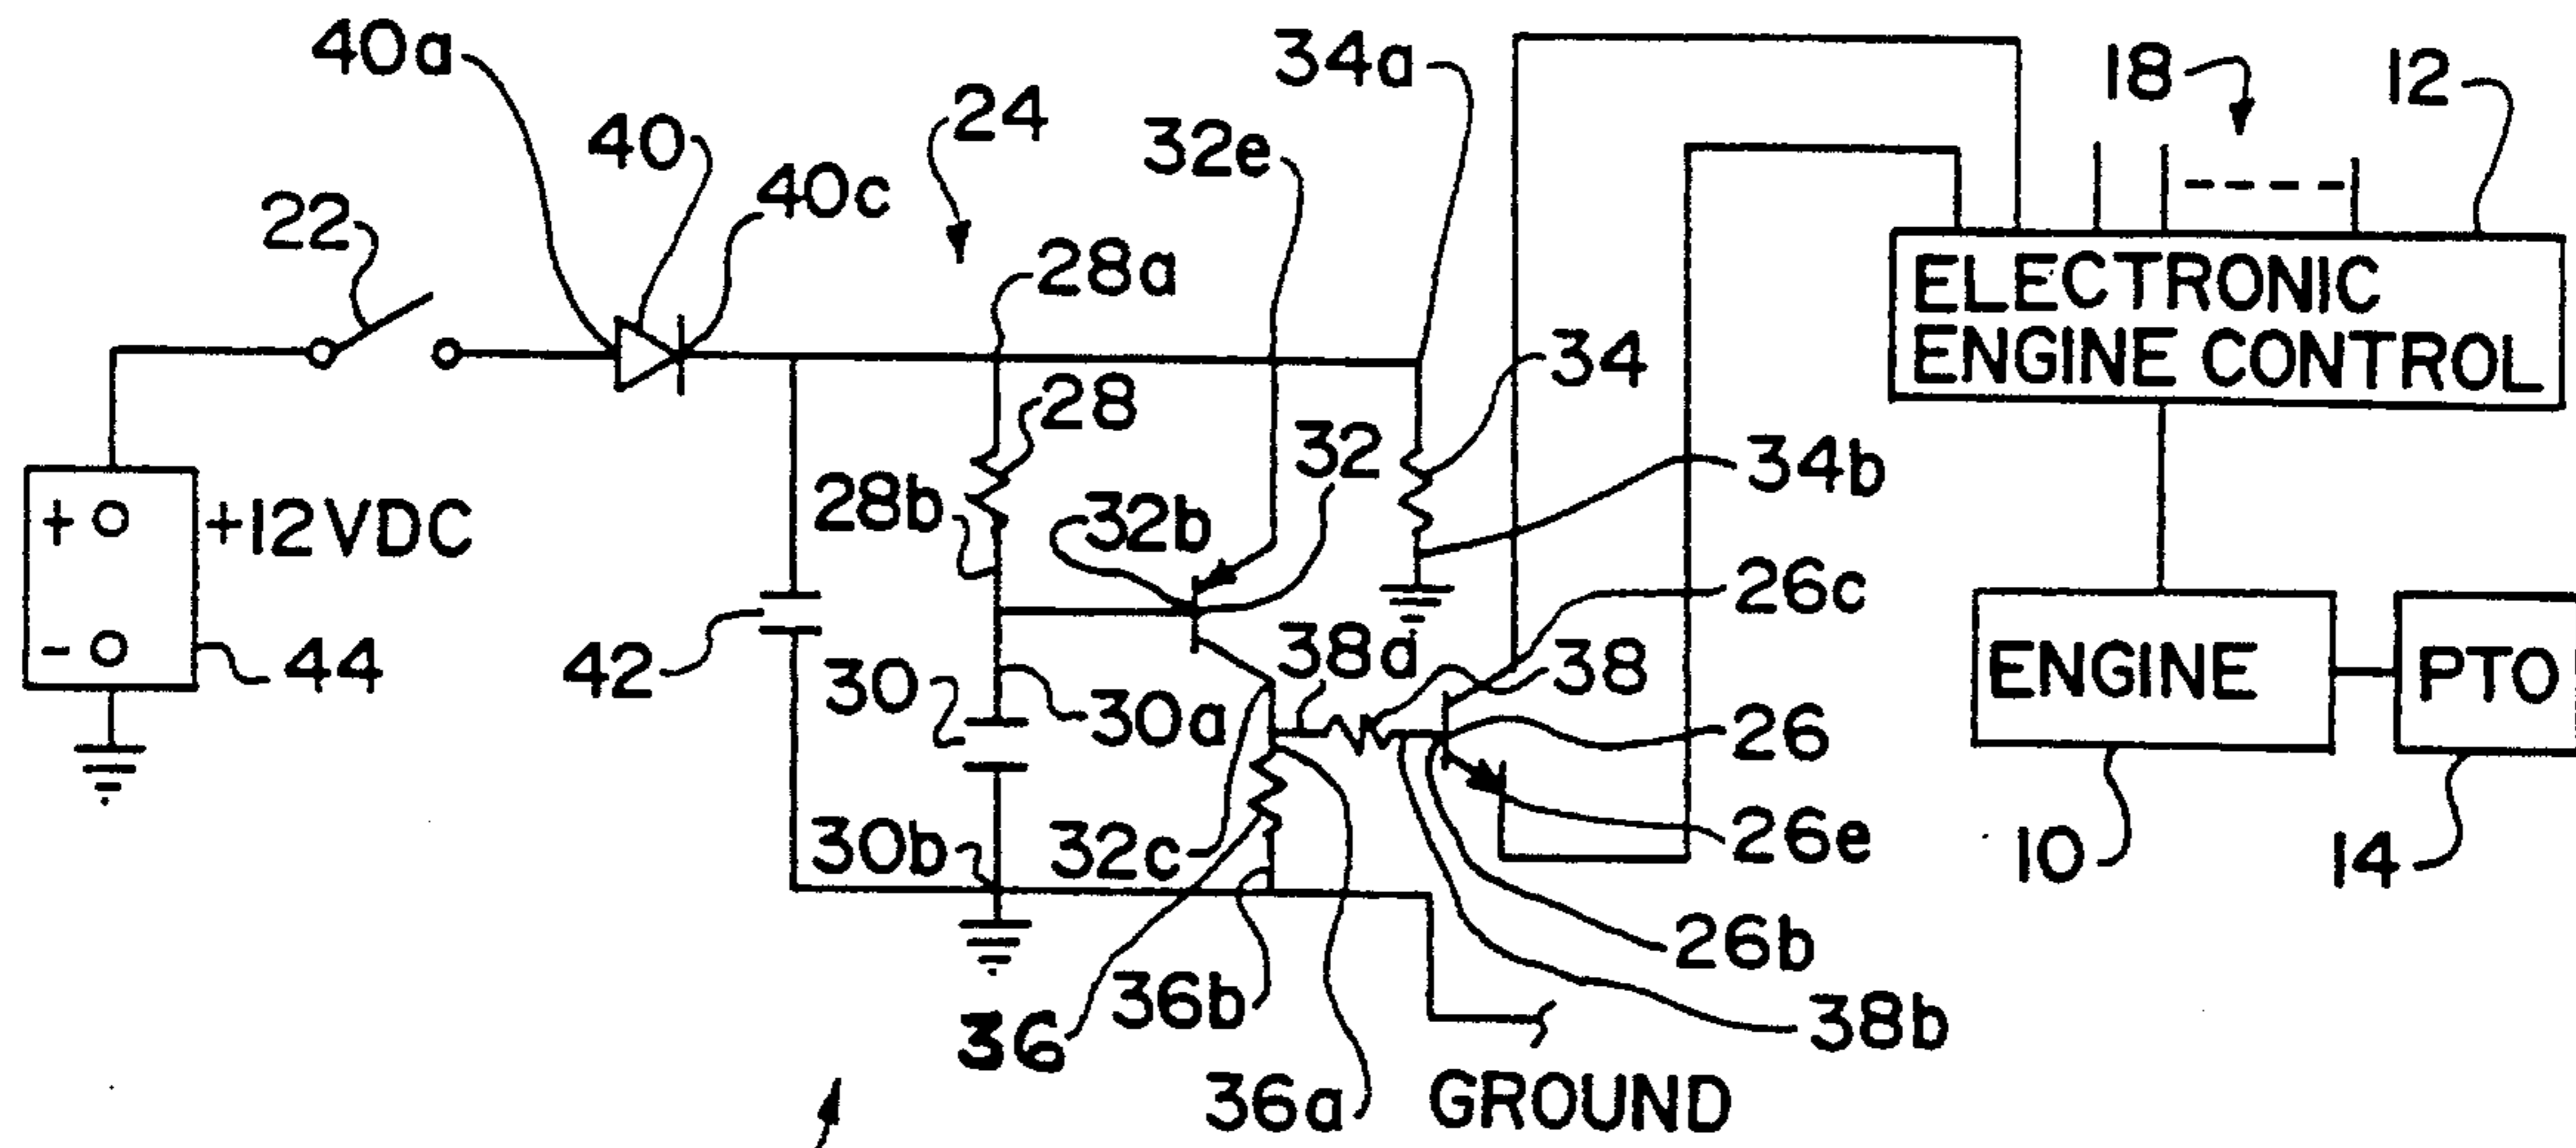 40a
34a
18
12
24
32e
40
40c
22
28a
ELECTRONIC
ENGINE CONTROL
34
28
32
34b
28b
32b
+ +12VDC
26c
38a
38
42
30
30a
ENGINE
PTO
- 44
26
30b
32c
26e
10
14
26b
36
36b
38b
36a
GROUND